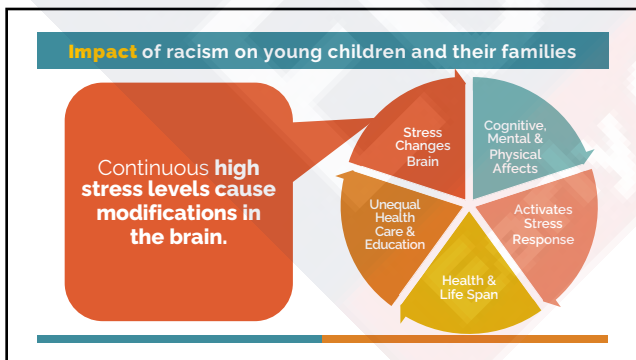 Impact of racism on young children and their families
Continuous high
stress levels cause
modifications in
the brain.
Stress
Changes
Brain
Cognitive,
Mental &
Physical
Affects
Activates
Stress
Response
Health &
Life Span
Unequal
Health
Care &
Education